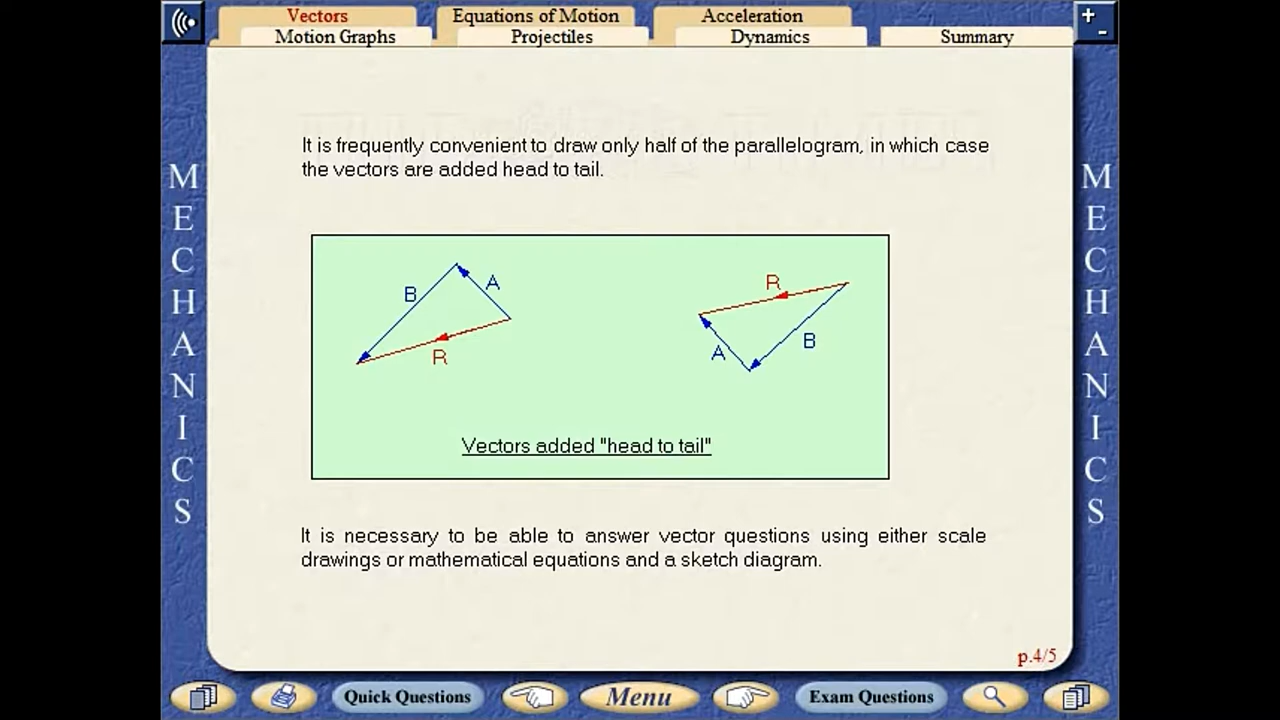 Vectors
Equations of Motion
Acceleration
Motion Graphs
Projectiles
Dynamics
Summary
It is frequently convenient to draw only half of the parallelogram, in which case
the vectors are added head to tail.
MECHANICS
MECHANICS
B
A
R
R
A
B
Vectors added "head to tail"
It is necessary to be able to answer vector questions using either scale
drawings or mathematical equations and a sketch diagram.
p.4/5
Quick Questions
Menu
Exam Questions